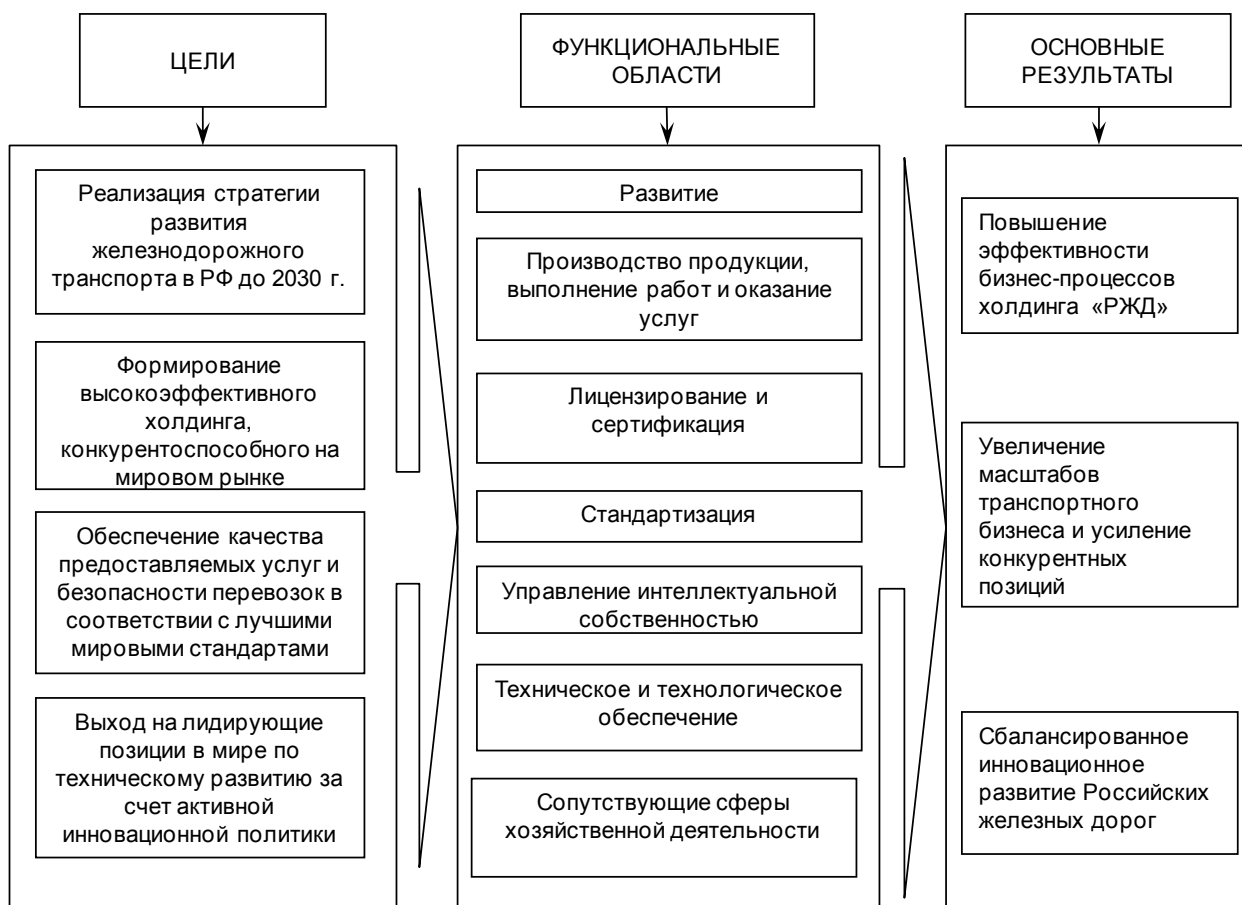 ЦЕЛИ
Реализация стратегии
развития
железнодорожного
транспорта в РФ до 2030 г.
Формирование
высокоэффективного
холдинга,
конкурентоспособного на
мировом рынке
Обеспечение качества
предоставляемых услуг и
безопасности перевозок в
соответствии с лучшими
мировыми стандартами
Выход на лидирующие
позиции в мире по
техническому развитию за
счет активной
инновационной политики
ФУНКЦИОНАЛЬНЫЕ
ОБЛАСТИ
Развитие
Производство продукции,
выполнение работ и оказание
услуг
Лицензирование и
сертификация
Стандартизация
Управление интеллектуальной
собственностью
Техническое и технологическое
обеспечение
Сопутствующие сферы
хозяйственной деятельности
ОСНОВНЫЕ
РЕЗУЛЬТАТЫ
Повышение
эффективности
бизнес-процессов
холдинга «РЖД»
Увеличение
масштабов
транспортного
бизнеса и усиление
конкурентных
позиций
Сбалансированное
инновационное
развитие Российских
железных дорог